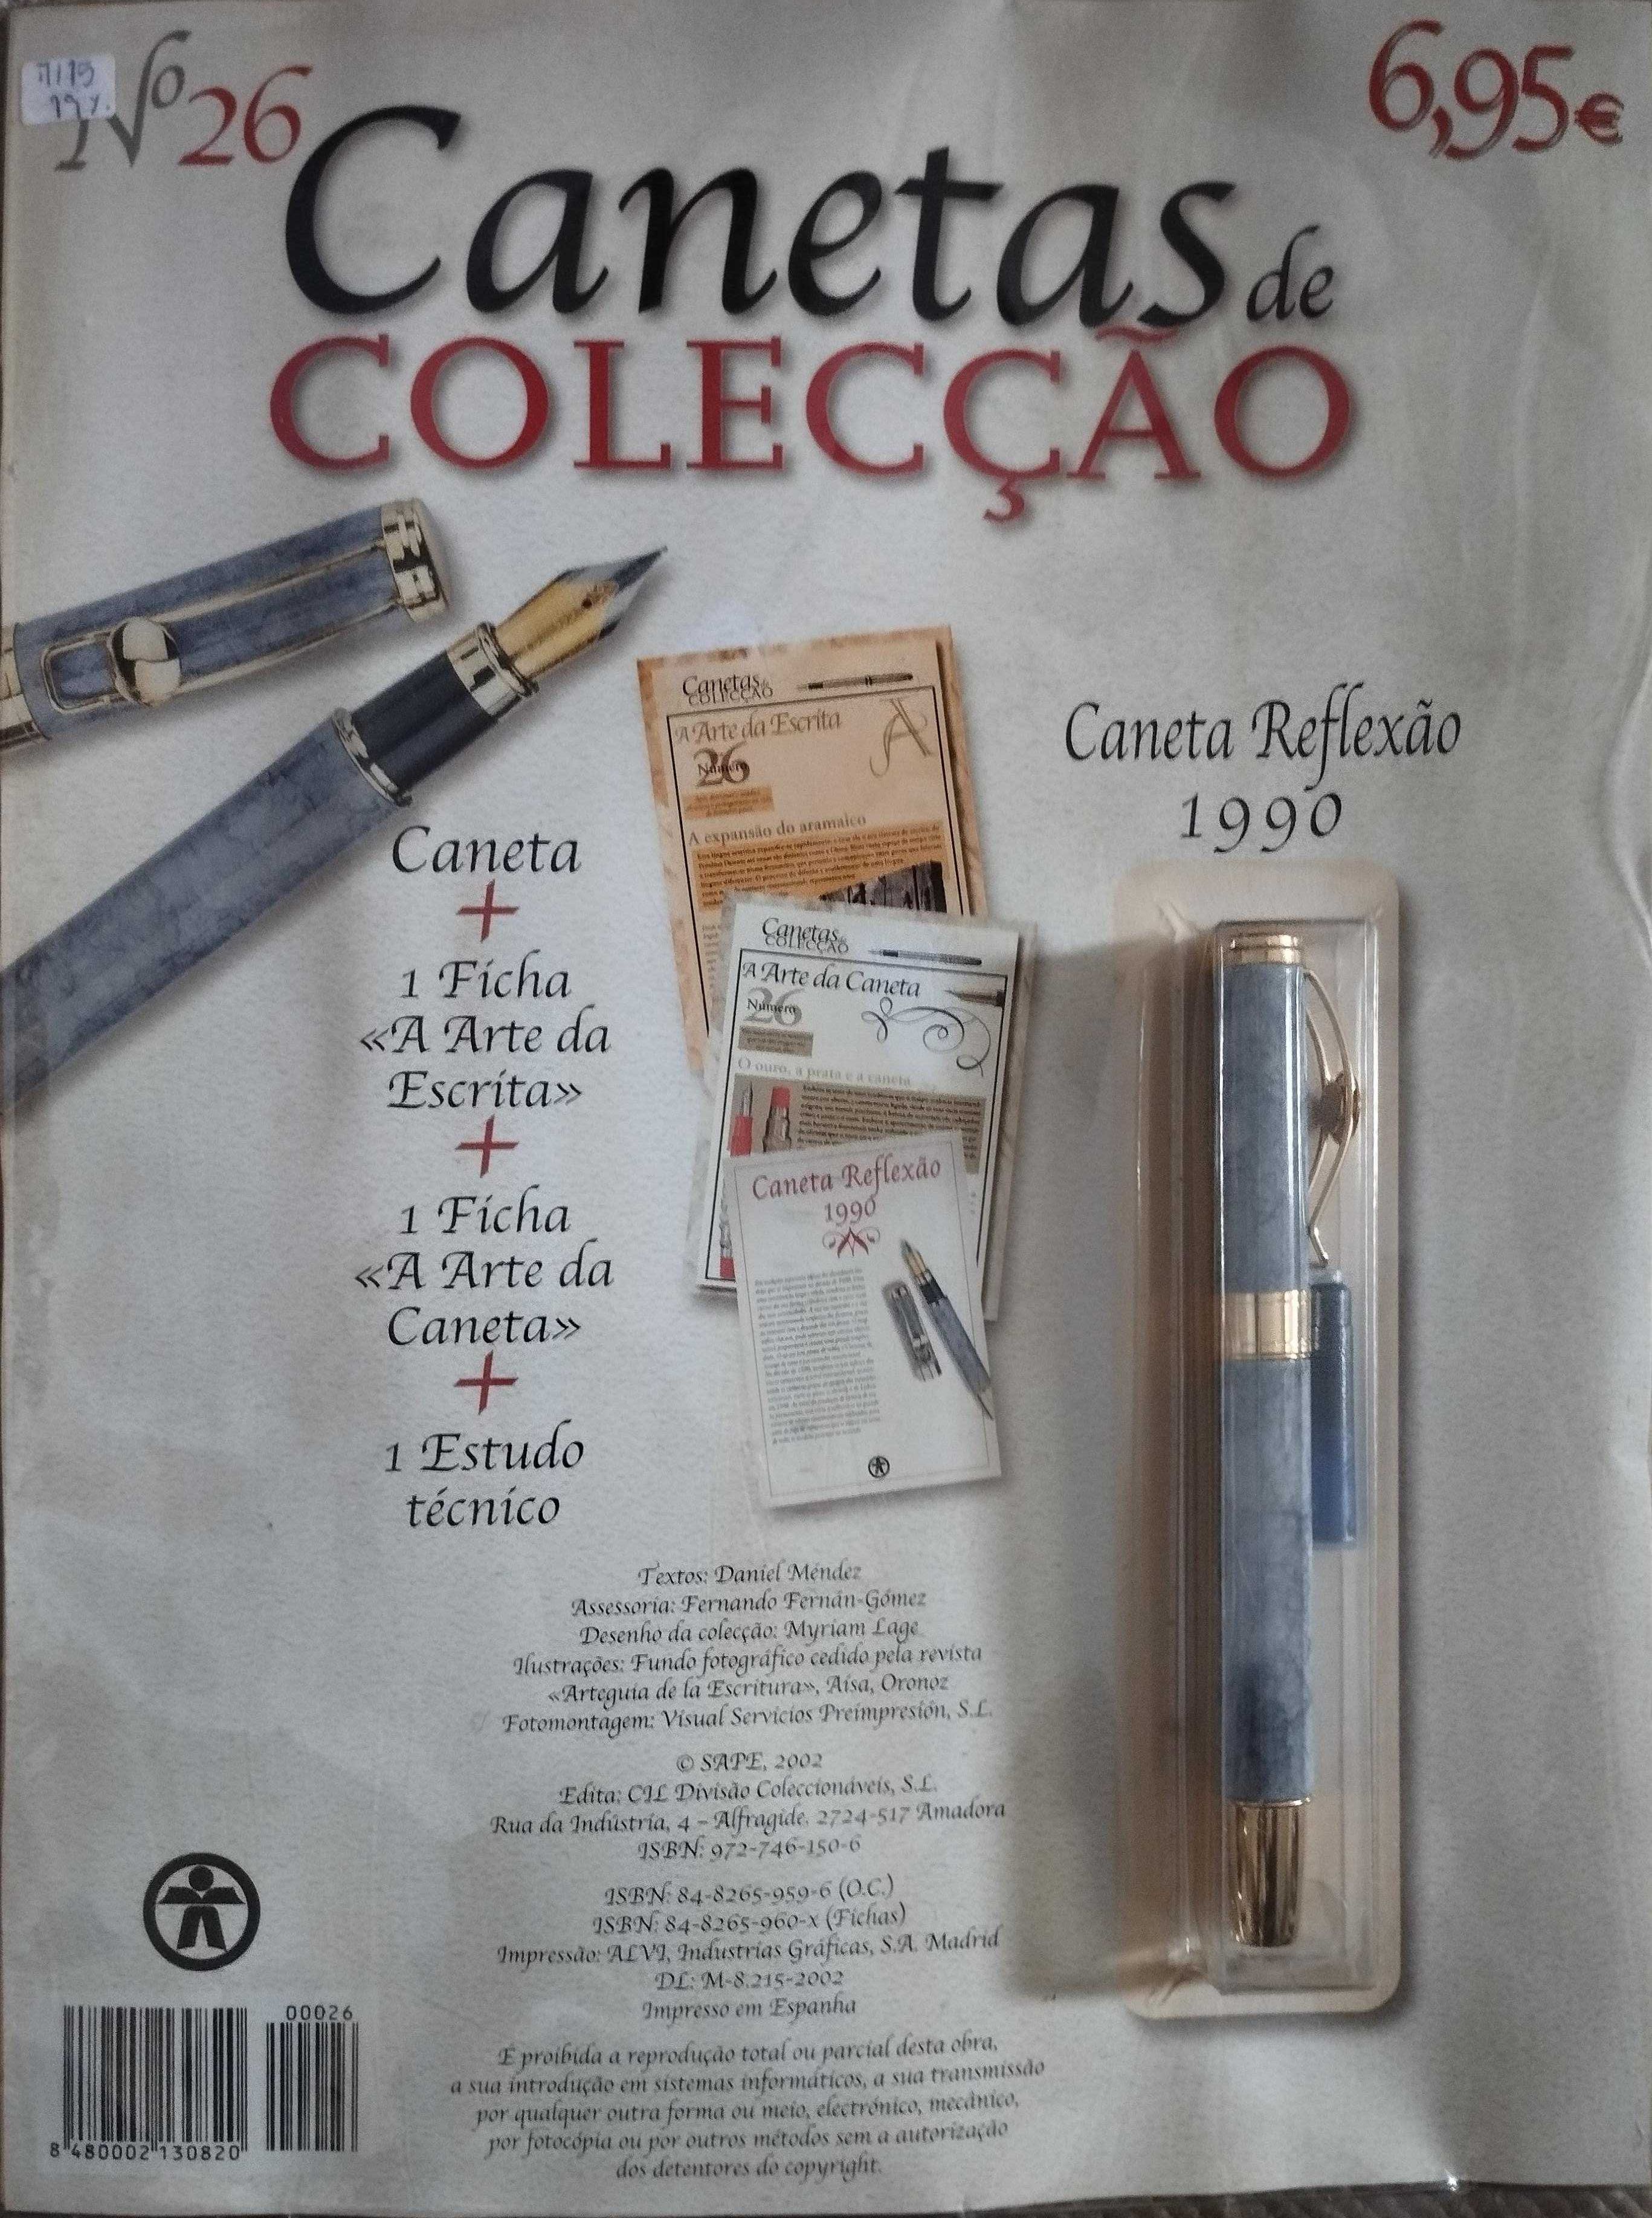 Nº 26
6,95€
Canetas de
COLECÇÃO
Canetas de
COLECÇÃO
A Arte da Escrita
26
Número
A expansão do aramaico
Caneta Reflexão
1990
Caneta
+
1 Ficha
«A Arte da
Escrita»
+
1 Ficha
«A Arte da
Caneta»
+
1 Estudo
técnico
Canetas de
COLECÇÃO
A Arte da Caneta
26
Número
O ouro, a prata e a caneta
Caneta Reflexão
1990
Textos: Daniel Méndez
Assessoria: Fernando Fernán-Gómez
Desenho da colecção: Myriam Lage
Ilustrações: Fundo fotográfico cedido pela revista
«Arteguia de la Escritura», Aisa, Oronoz
Fotomontagem: Visual Servicios Preimpresión, S.L.
© SAPE, 2002
Edita: CIL Divisão Coleccionáveis, S.L.
Rua da Indústria, 4 – Alfragide. 2724-517 Amadora
ISBN: 972-746-150-6
ISBN: 84-8265-959-6 (O.C.)
ISBN: 84-8265-960-x (Fichas)
Impressão: ALVI, Industrias Gráficas, S.A. Madrid
DL: M-8.215-2002
Impresso em Espanha
É proibida a reprodução total ou parcial desta obra,
a sua introdução em sistemas informáticos, a sua transmissão
por qualquer outra forma ou meio, electrónico, mecânico,
por fotocópia ou por outros métodos sem a autorização
dos detentores do copyright.
00026
8 480002 130820